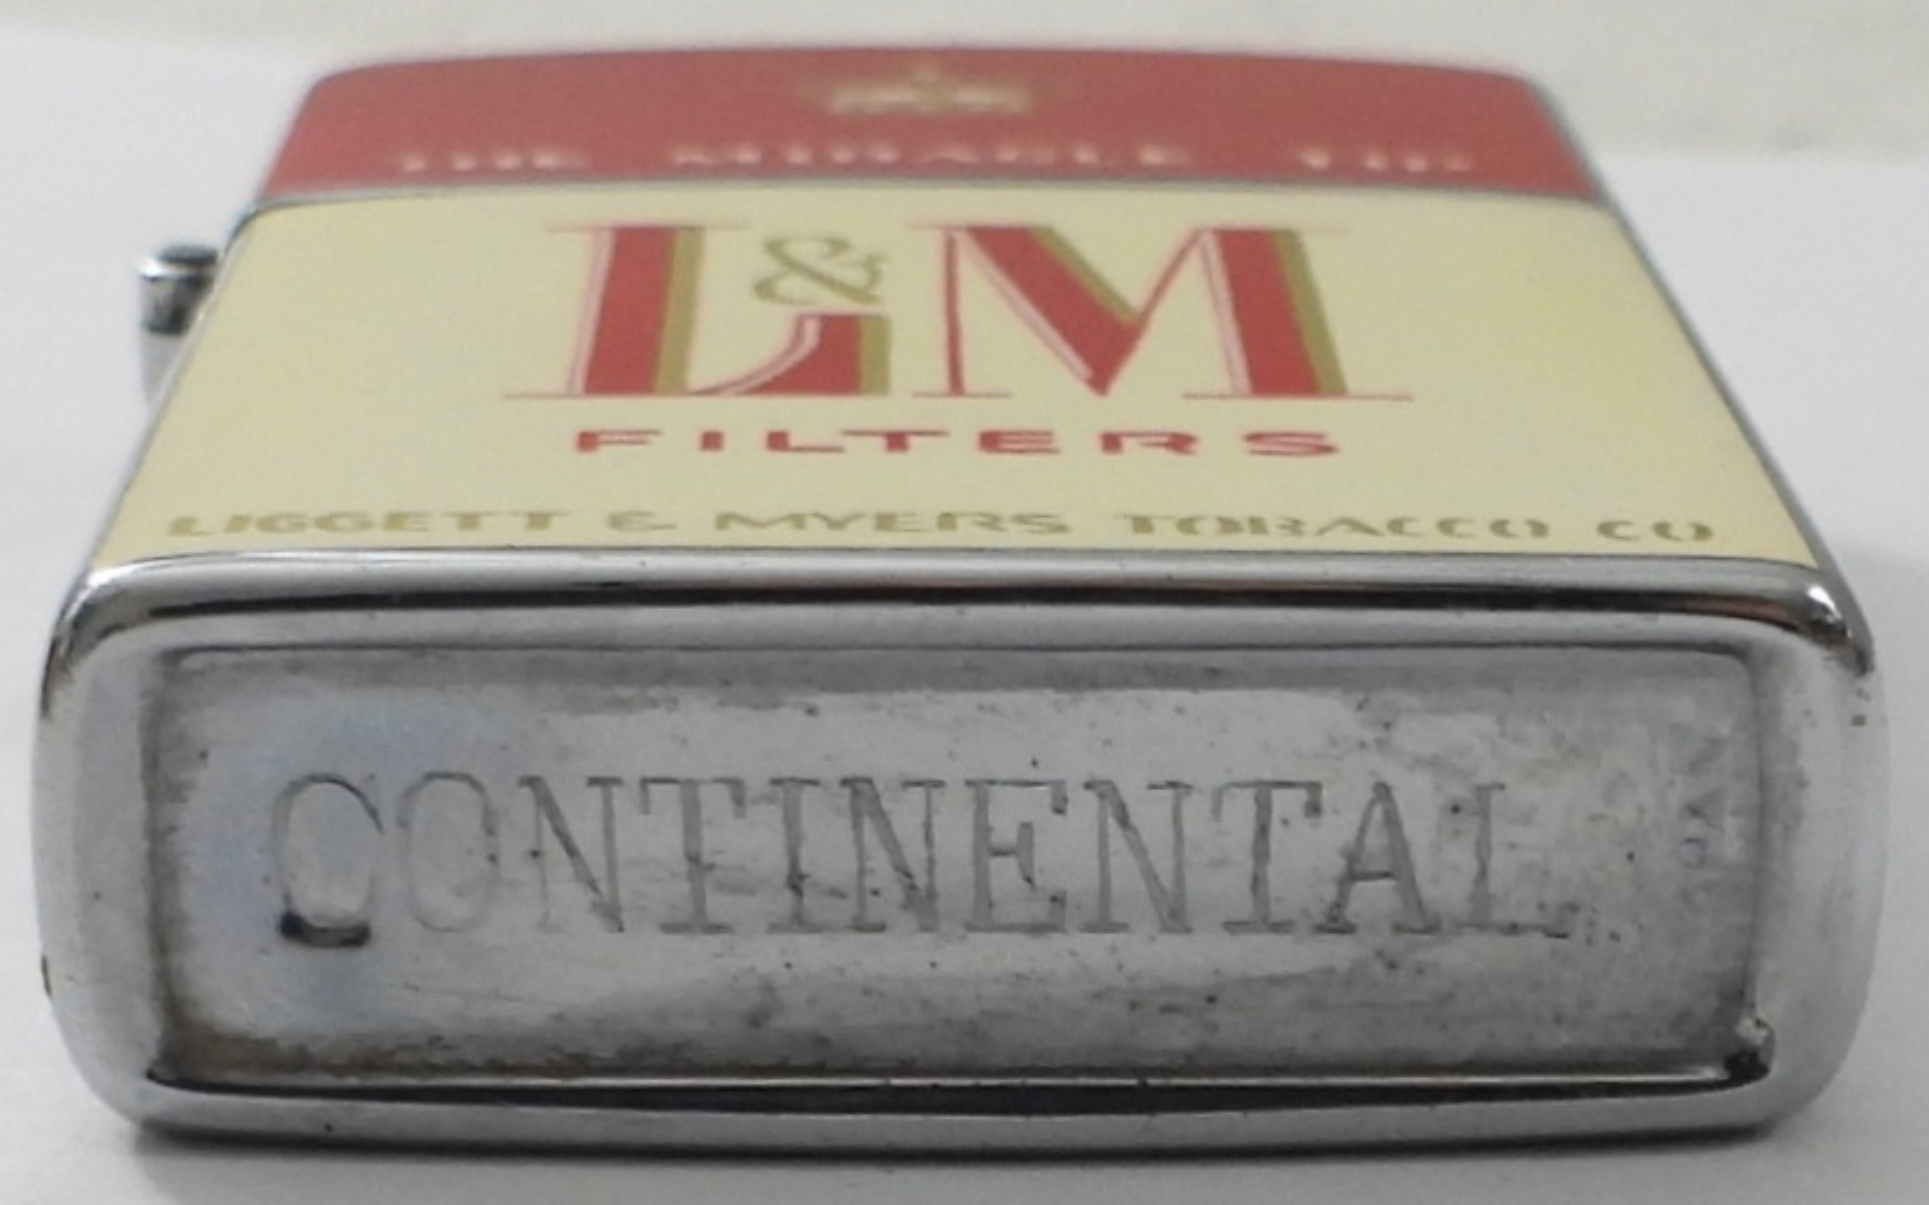 THE MIRACLE TIP
L&M
FILTERS
LIGGETT & MYERS TOBACCO CO
CONTINENTAL